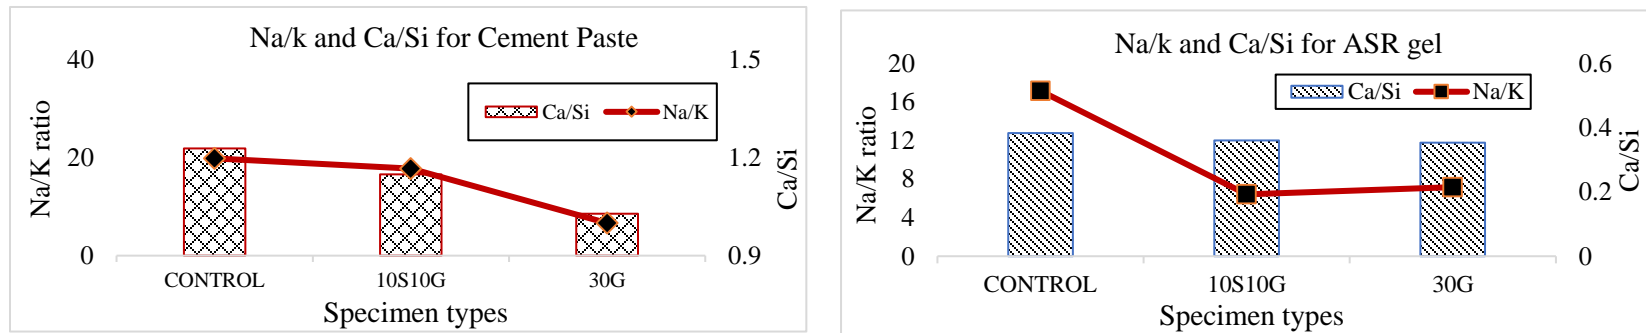 Na/k and Ca/Si for Cement Paste
40
20
0
Na/K ratio
Ca/Si
Na/K
1.5
1.2
0.9
Ca/Si
CONTROL
10S10G
30G
Specimen types
Na/k and Ca/Si for ASR gel
20
16
12
8
4
0
Na/K ratio
Ca/Si
Na/K
0.6
0.4
0.2
0
Ca/Si
CONTROL
10S10G
30G
Specimen types